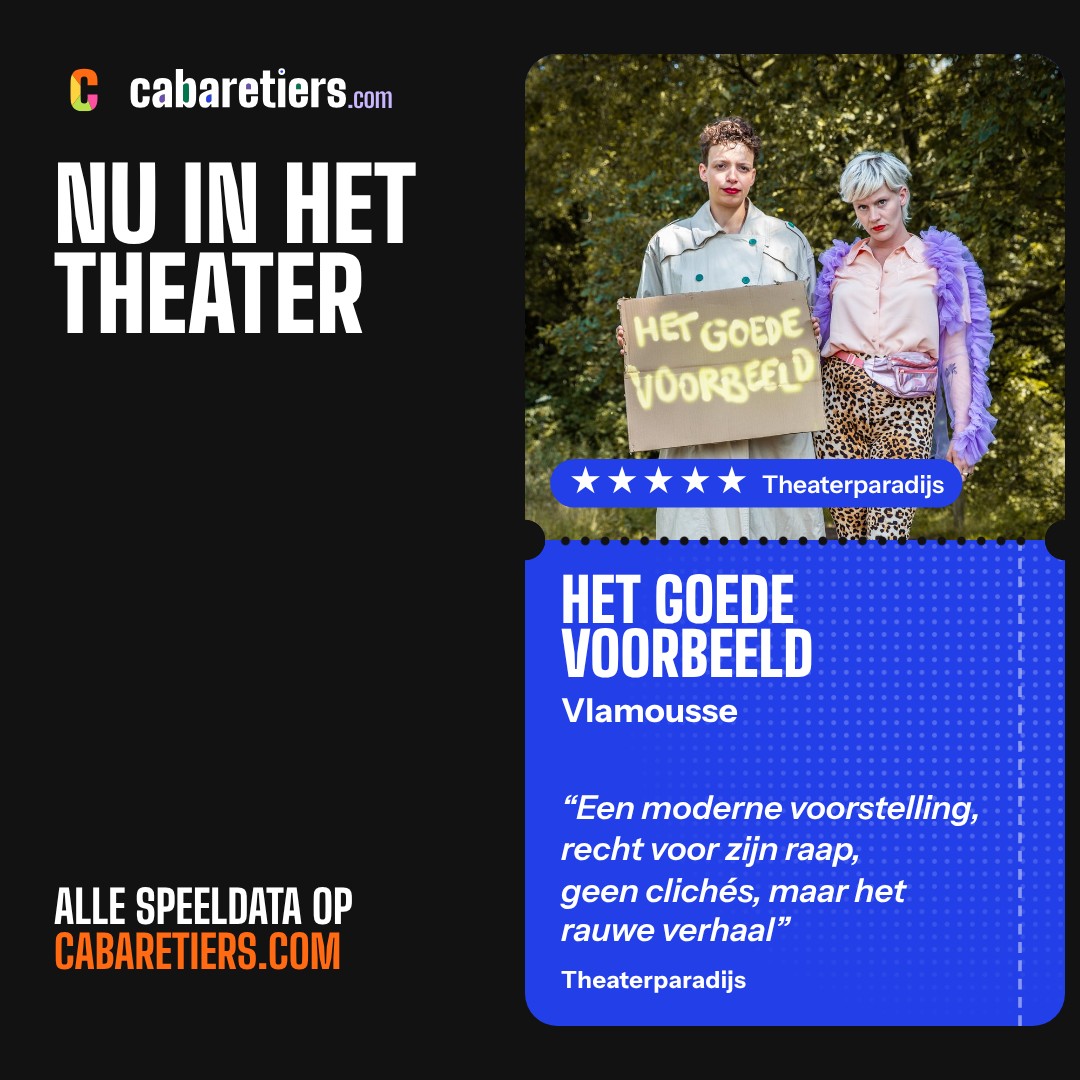 cabaretiers.com
NU IN HET
THEATER
HET GOEDE
VOORBEELD
★★★★★ Theaterparadijs
HET GOEDE
VOORBEELD
Vlamousse
“Een moderne voorstelling,
recht voor zijn raap,
geen clichés, maar het
rauwe verhaal”
Theaterparadijs
ALLE SPEELDATA OP
CABARETIERS.COM